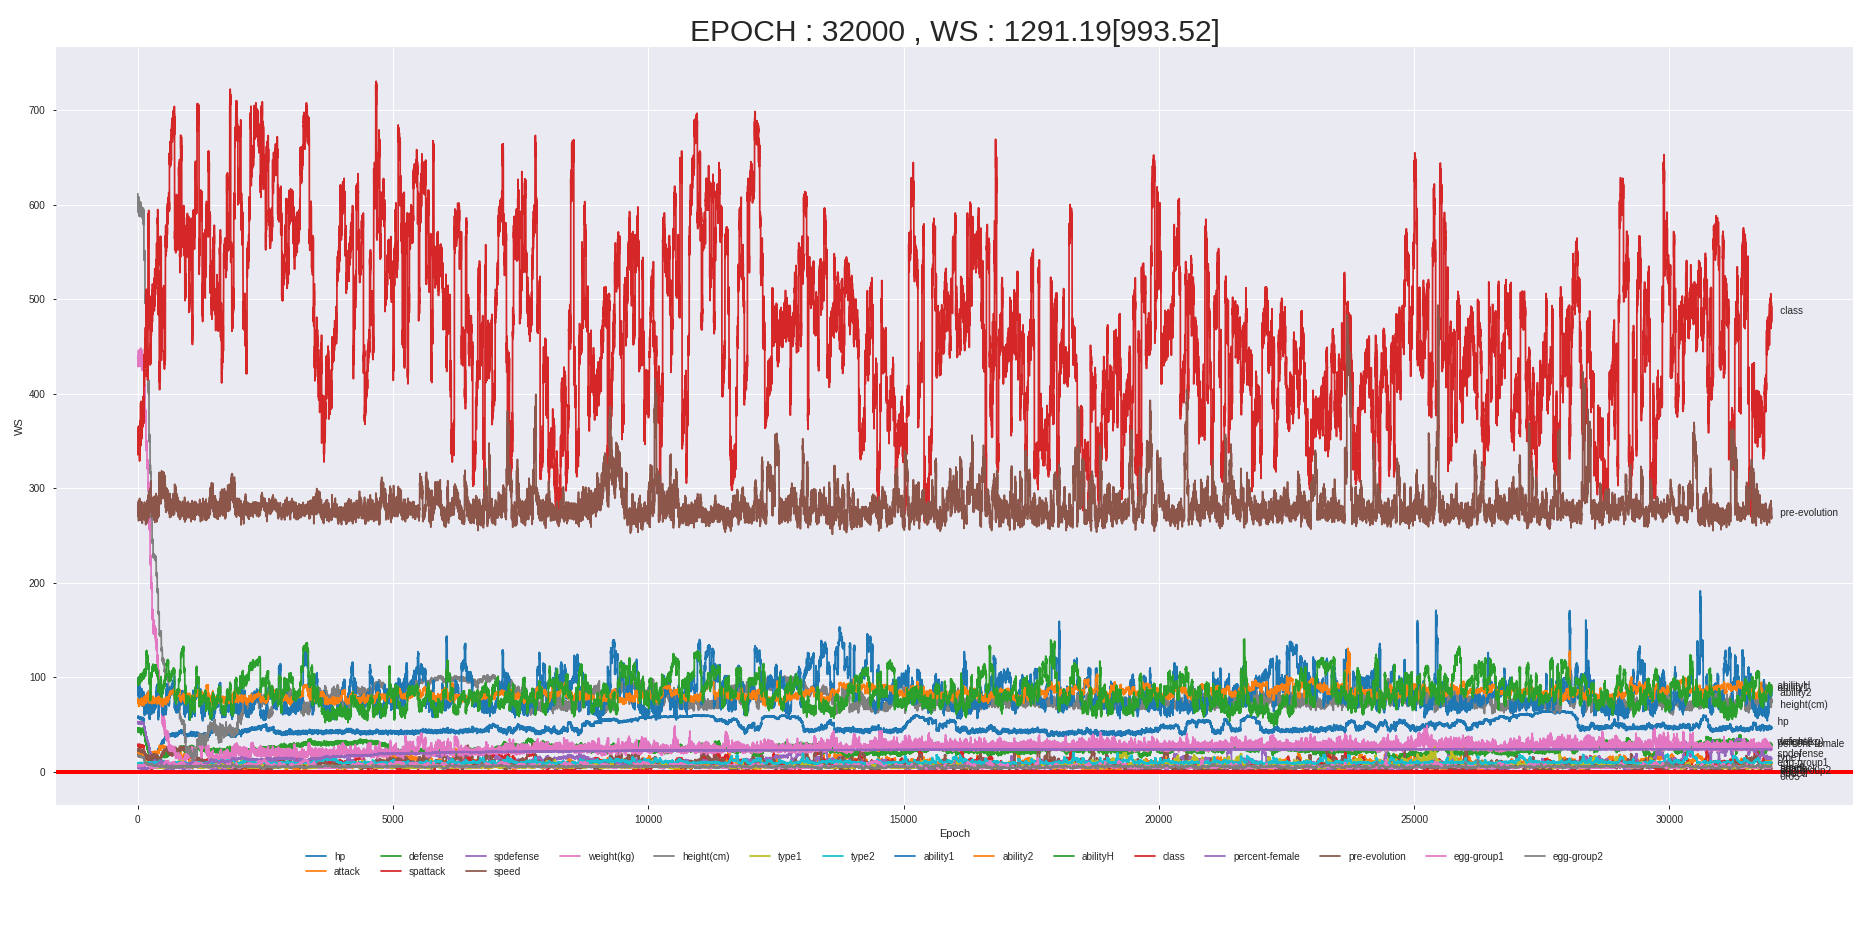 EPOCH : 32000 , WS : 1291.19[993.52]
WS
700
600
500
400
300
200
100
0
class
pre-evolution
abilityH
ability2
height(cm)
hp
percent-female
spdefense
egg-group1
0 5000 10000 15000 20000 25000 30000
Epoch
hp defense spdefense weight(kg) height(cm) type1 type2 ability1 ability2 abilityH class percent-female pre-evolution egg-group1 egg-group2
attack spattack speed